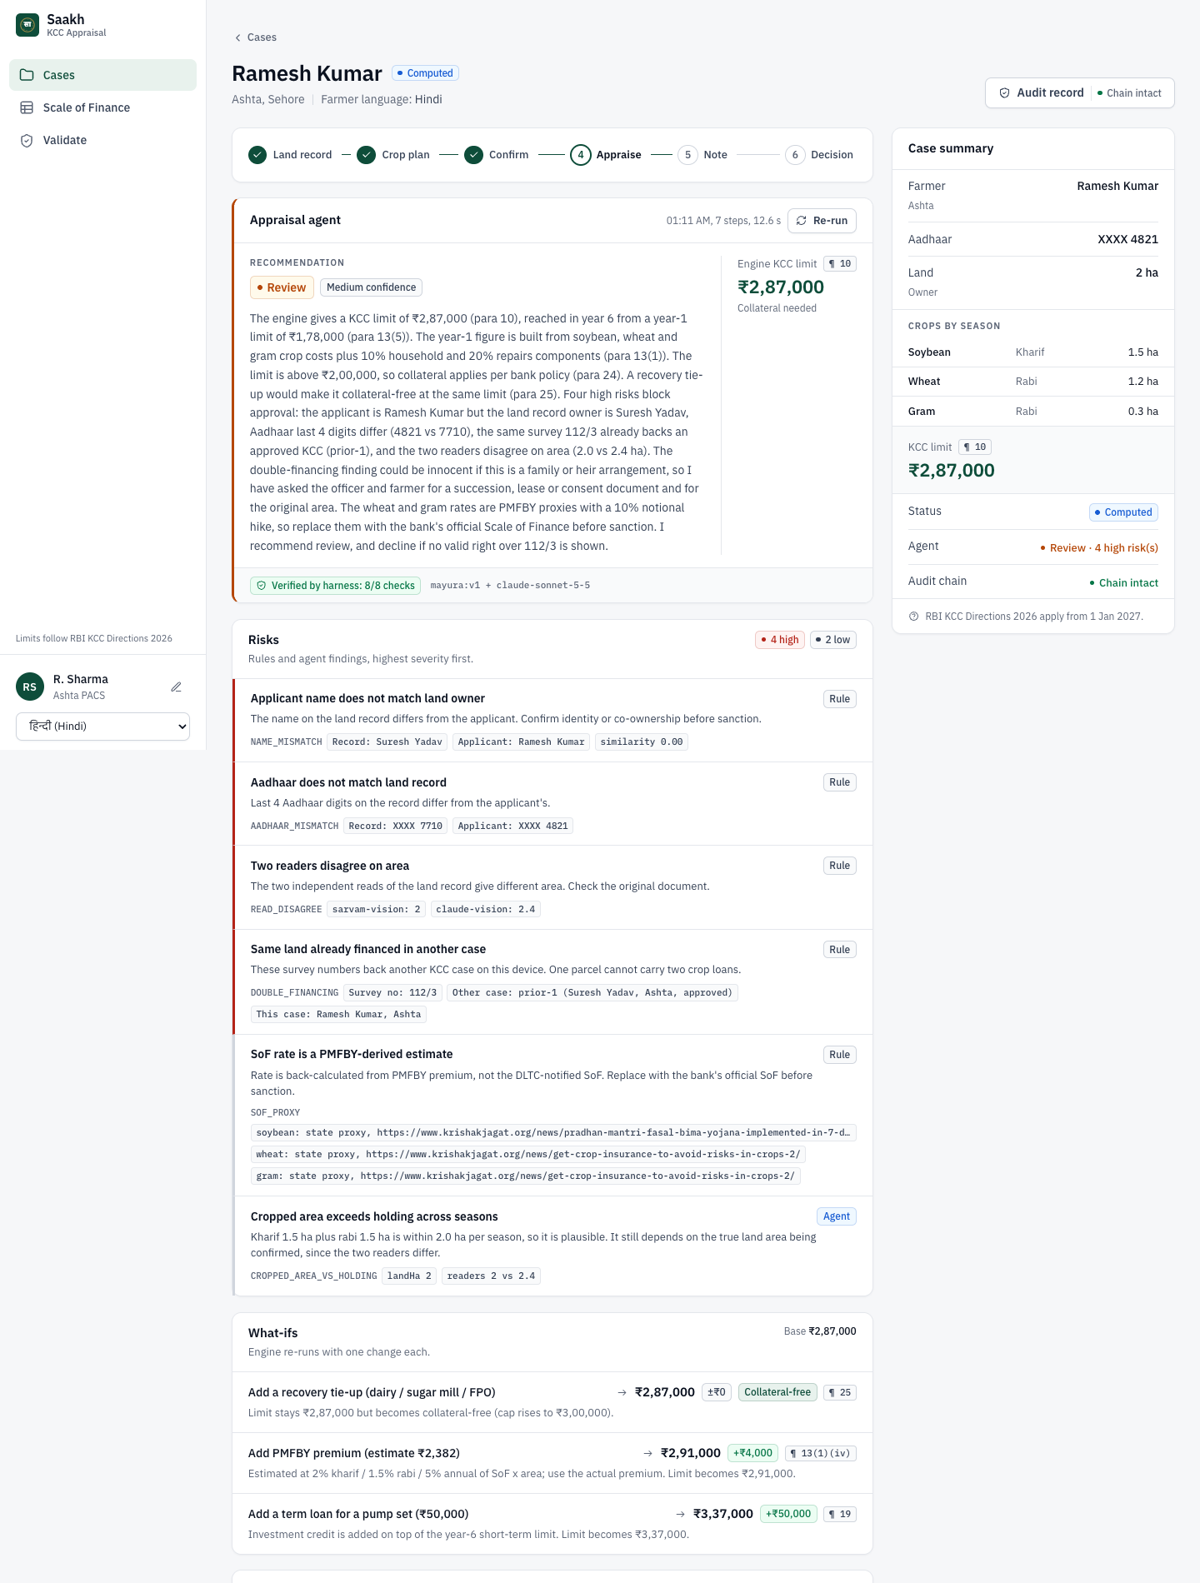 सा
Saakh
KCC Appraisal
Cases
Scale of Finance
Validate
Limits follow RBI KCC Directions 2026
RS
R. Sharma
Ashta PACS
हिन्दी (Hindi)
Cases
Ramesh Kumar
Computed
Ashta, Sehore | Farmer language: Hindi
Audit record
Chain intact
Land record
Crop plan
Confirm
4 Appraise
5 Note
6 Decision
Appraisal agent
01:11 AM, 7 steps, 12.6 s
Re-run
RECOMMENDATION
Review
Medium confidence
The engine gives a KCC limit of ₹2,87,000 (para 10), reached in year 6 from a year-1
limit of ₹1,78,000 (para 13(5)). The year-1 figure is built from soybean, wheat and
gram crop costs plus 10% household and 20% repairs components (para 13(1)). The
limit is above ₹2,00,000, so collateral applies per bank policy (para 24). A recovery tie-
up would make it collateral-free at the same limit (para 25). Four high risks block
approval: the applicant is Ramesh Kumar but the land record owner is Suresh Yadav,
Aadhaar last 4 digits differ (4821 vs 7710), the same survey 112/3 already backs an
approved KCC (prior-1), and the two readers disagree on area (2.0 vs 2.4 ha). The
double-financing finding could be innocent if this is a family or heir arrangement, so I
have asked the officer and farmer for a succession, lease or consent document and for
the original area. The wheat and gram rates are PMFBY proxies with a 10% notional
hike, so replace them with the bank's official Scale of Finance before sanction. I
recommend review, and decline if no valid right over 112/3 is shown.
Engine KCC limit ¶ 10
₹2,87,000
Collateral needed
Verified by harness: 8/8 checks
mayura:v1 + claude-sonnet-5-5
Risks
4 high
2 low
Rules and agent findings, highest severity first.
Applicant name does not match land owner
Rule
The name on the land record differs from the applicant. Confirm identity or co-ownership before sanction.
NAME_MISMATCH Record: Suresh Yadav Applicant: Ramesh Kumar similarity 0.00
Aadhaar does not match land record
Rule
Last 4 Aadhaar digits on the record differ from the applicant's.
AADHAAR_MISMATCH Record: XXXX 7710 Applicant: XXXX 4821
Two readers disagree on area
Rule
The two independent reads of the land record give different area. Check the original document.
READ_DISAGREE sarvam-vision: 2 claude-vision: 2.4
Same land already financed in another case
Rule
These survey numbers back another KCC case on this device. One parcel cannot carry two crop loans.
DOUBLE_FINANCING Survey no: 112/3 Other case: prior-1 (Suresh Yadav, Ashta, approved)
This case: Ramesh Kumar, Ashta
SoF rate is a PMFBY-derived estimate
Rule
Rate is back-calculated from PMFBY premium, not the DLTC-notified SoF. Replace with the bank's official SoF before
sanction.
SOF_PROXY
soybean: state proxy, https://www.krishakjagat.org/news/pradhan-mantri-fasal-bima-yojana-implemented-in-7-d…
wheat: state proxy, https://www.krishakjagat.org/news/get-crop-insurance-to-avoid-risks-in-crops-2/
gram: state proxy, https://www.krishakjagat.org/news/get-crop-insurance-to-avoid-risks-in-crops-2/
Cropped area exceeds holding across seasons
Agent
Kharif 1.5 ha plus rabi 1.5 ha is within 2.0 ha per season, so it is plausible. It still depends on the true land area being
confirmed, since the two readers differ.
CROPPED_AREA_VS_HOLDING landHa 2 readers 2 vs 2.4
What-ifs
Base ₹2,87,000
Engine re-runs with one change each.
Add a recovery tie-up (dairy / sugar mill / FPO)
→ ₹2,87,000 ±₹0 Collateral-free ¶ 25
Limit stays ₹2,87,000 but becomes collateral-free (cap rises to ₹3,00,000).
Add PMFBY premium (estimate ₹2,382)
→ ₹2,91,000 +₹4,000 ¶ 13(1)(iv)
Estimated at 2% kharif / 1.5% rabi / 5% annual of SoF x area; use the actual premium. Limit becomes ₹2,91,000.
Add a term loan for a pump set (₹50,000)
→ ₹3,37,000 +₹50,000 ¶ 19
Investment credit is added on top of the year-6 short-term limit. Limit becomes ₹3,37,000.
Case summary
Farmer Ramesh Kumar
Ashta
Aadhaar XXXX 4821
Land 2 ha
Owner
CROPS BY SEASON
Soybean Kharif 1.5 ha
Wheat Rabi 1.2 ha
Gram Rabi 0.3 ha
KCC limit ¶ 10
₹2,87,000
Status Computed
Agent Review · 4 high risk(s)
Audit chain Chain intact
RBI KCC Directions 2026 apply from 1 Jan 2027.